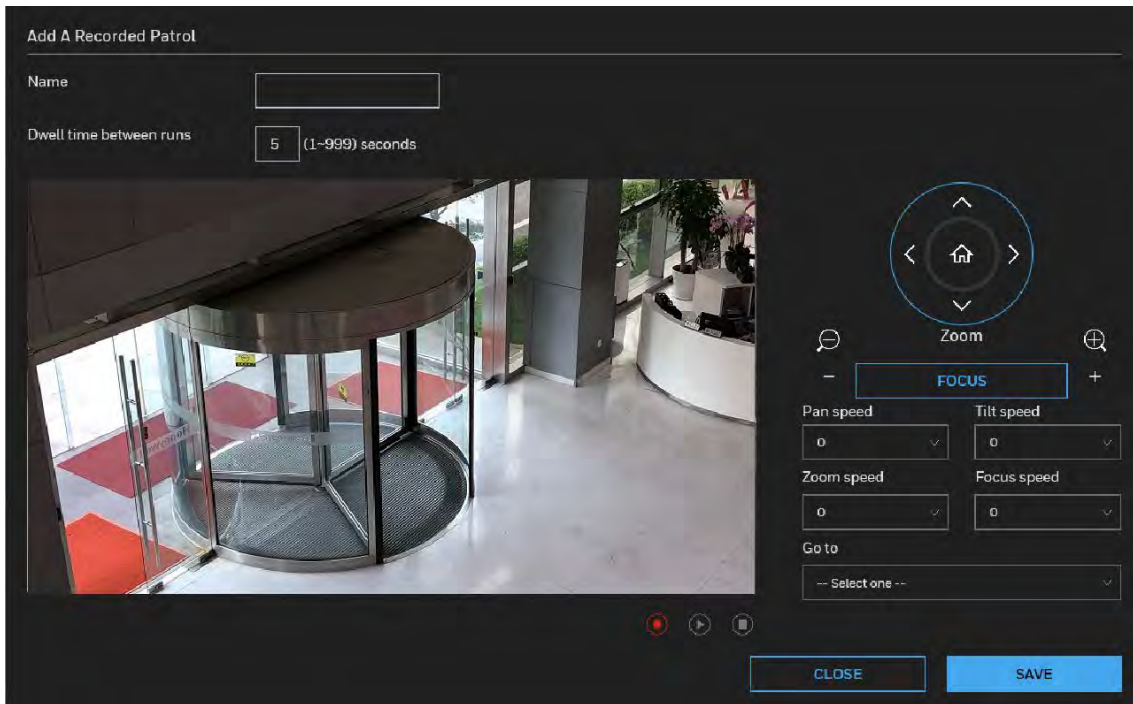 Add A Recorded Patrol
Name
Dwell time between runs
5 (1~999) seconds
Zoom
- FOCUS +
Pan speed
Tilt speed
0
0
Zoom speed
Focus speed
0
0
Go to
-- Select one --
CLOSE
SAVE